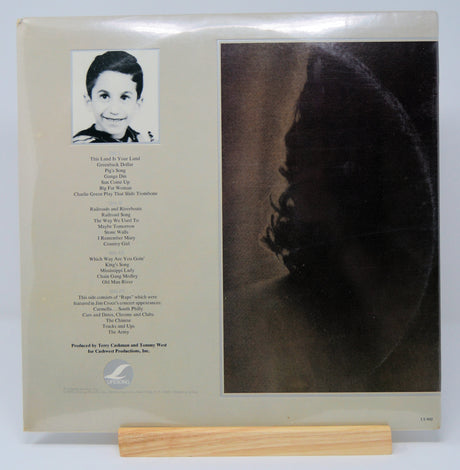 This Land Is Your Land
Greenback Dollar
Pig's Song
Gunga Din
Sun Come Up
Big Fat Woman
Charlie Green Play That Slide Trombone
Railroads and Riverboats
Railroad Song
The Way We Used To
Maybe Tomorrow
Stone Walls
I Remember Mary
Country Girl
Which Way Are You Goin'
King's Song
Mississippi Lady
Chain Gang Medley
Old Man River
This side consists of "Raps" which were
featured in Jim Croce's concert appearances:
Carmella . . . South Philly
Cars and Dates, Chrome and Clubs
The Chinese
Trucks and Ups
The Army
Produced by Terry Cashman and Tommy West
for Cashwest Productions, Inc.
LIFESONG